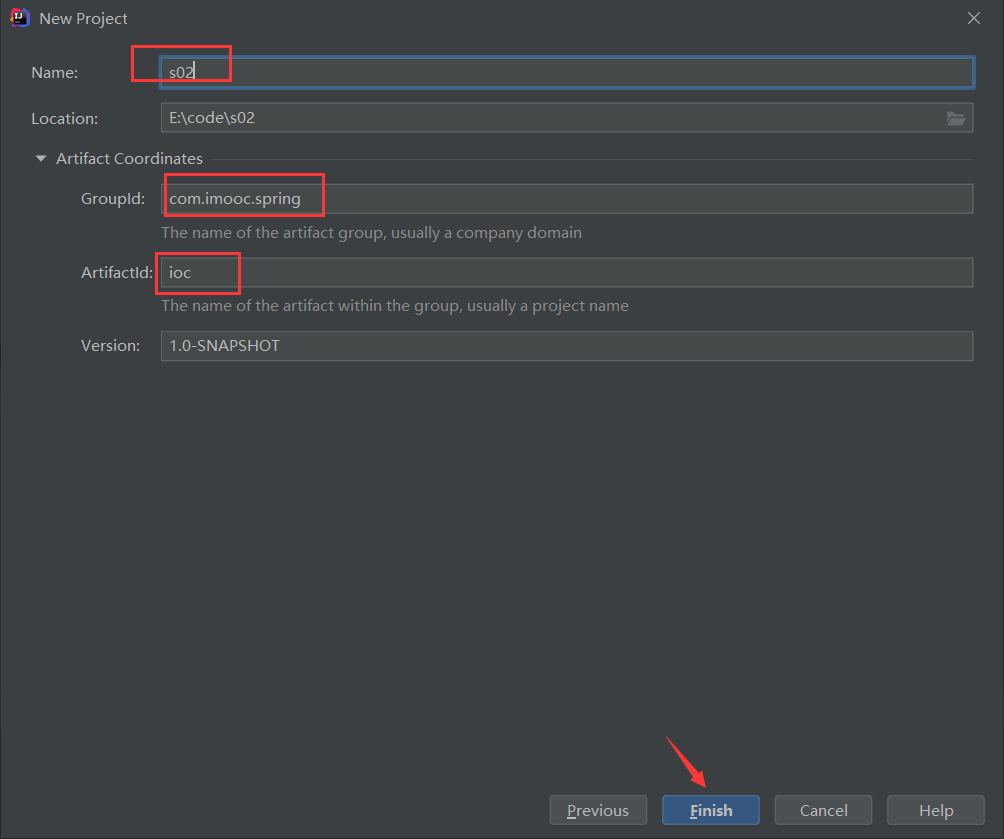 New Project
Name: s02
Location: E:\code\s02
Artifact Coordinates
GroupId: com.imooc.spring
The name of the artifact group, usually a company domain
ArtifactId: ioc
The name of the artifact within the group, usually a project name
Version: 1.0-SNAPSHOT
Previous Finish Cancel Help